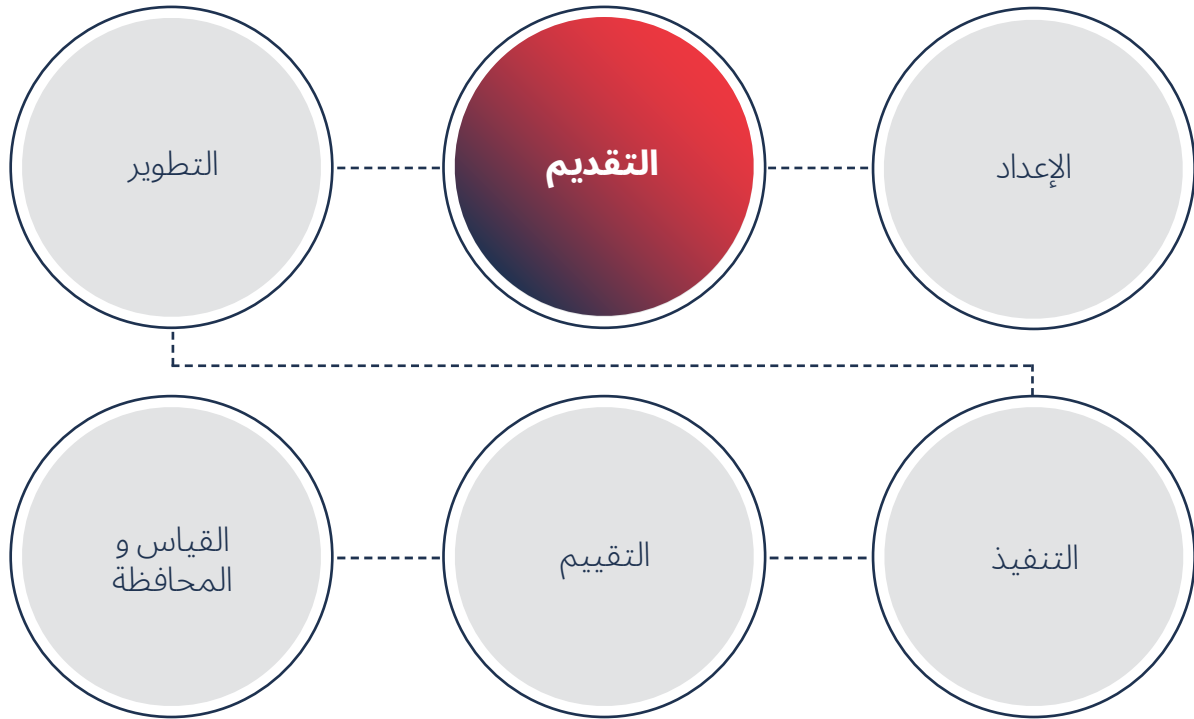 الإعداد
التقديم
التطوير
التنفيذ
التقييم
القياس و
المحافظة